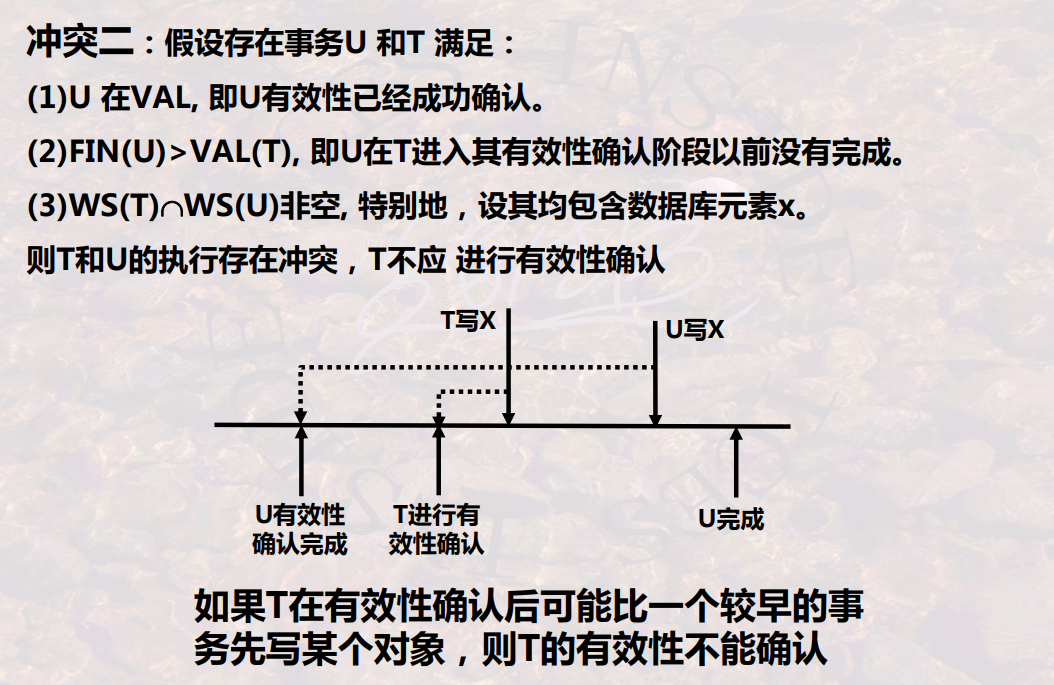 冲突二：假设存在事务U 和T 满足：
(1)U 在VAL, 即U有效性已经成功确认。
(2)FIN(U)>VAL(T), 即U在T进入其有效性确认阶段以前没有完成。
(3)WS(T)∩WS(U)非空, 特别地，设其均包含数据库元素x。
则T和U的执行存在冲突，T不应 进行有效性确认
T写X
U写X
U有效性
确认完成
T进行有
效性确认
U完成
如果T在有效性确认后可能比一个较早的事
务先写某个对象，则T的有效性不能确认